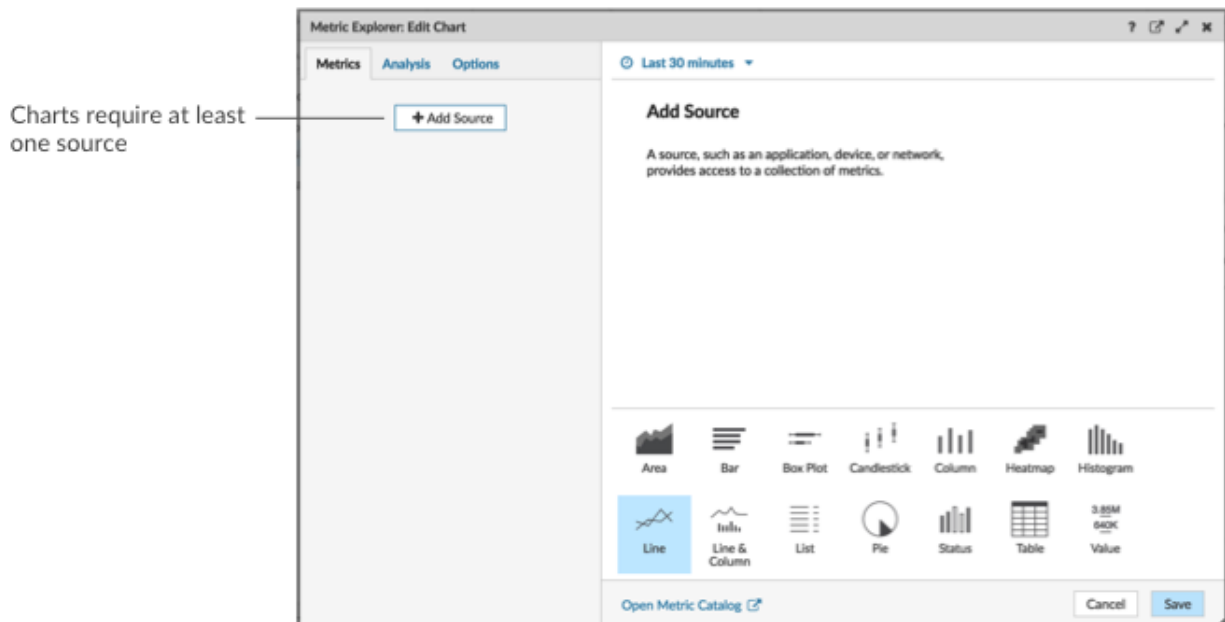 Metric Explorer: Edit Chart
?
Metrics Analysis Options
Last 30 minutes
Charts require at least
one source
+ Add Source
Add Source
A source, such as an application, device, or network,
provides access to a collection of metrics.
Area Bar Box Plot Candlestick Column Heatmap Histogram
3.85M
640K
Line Line & List Pie Status Table Value
Column
Open Metric Catalog
Cancel Save